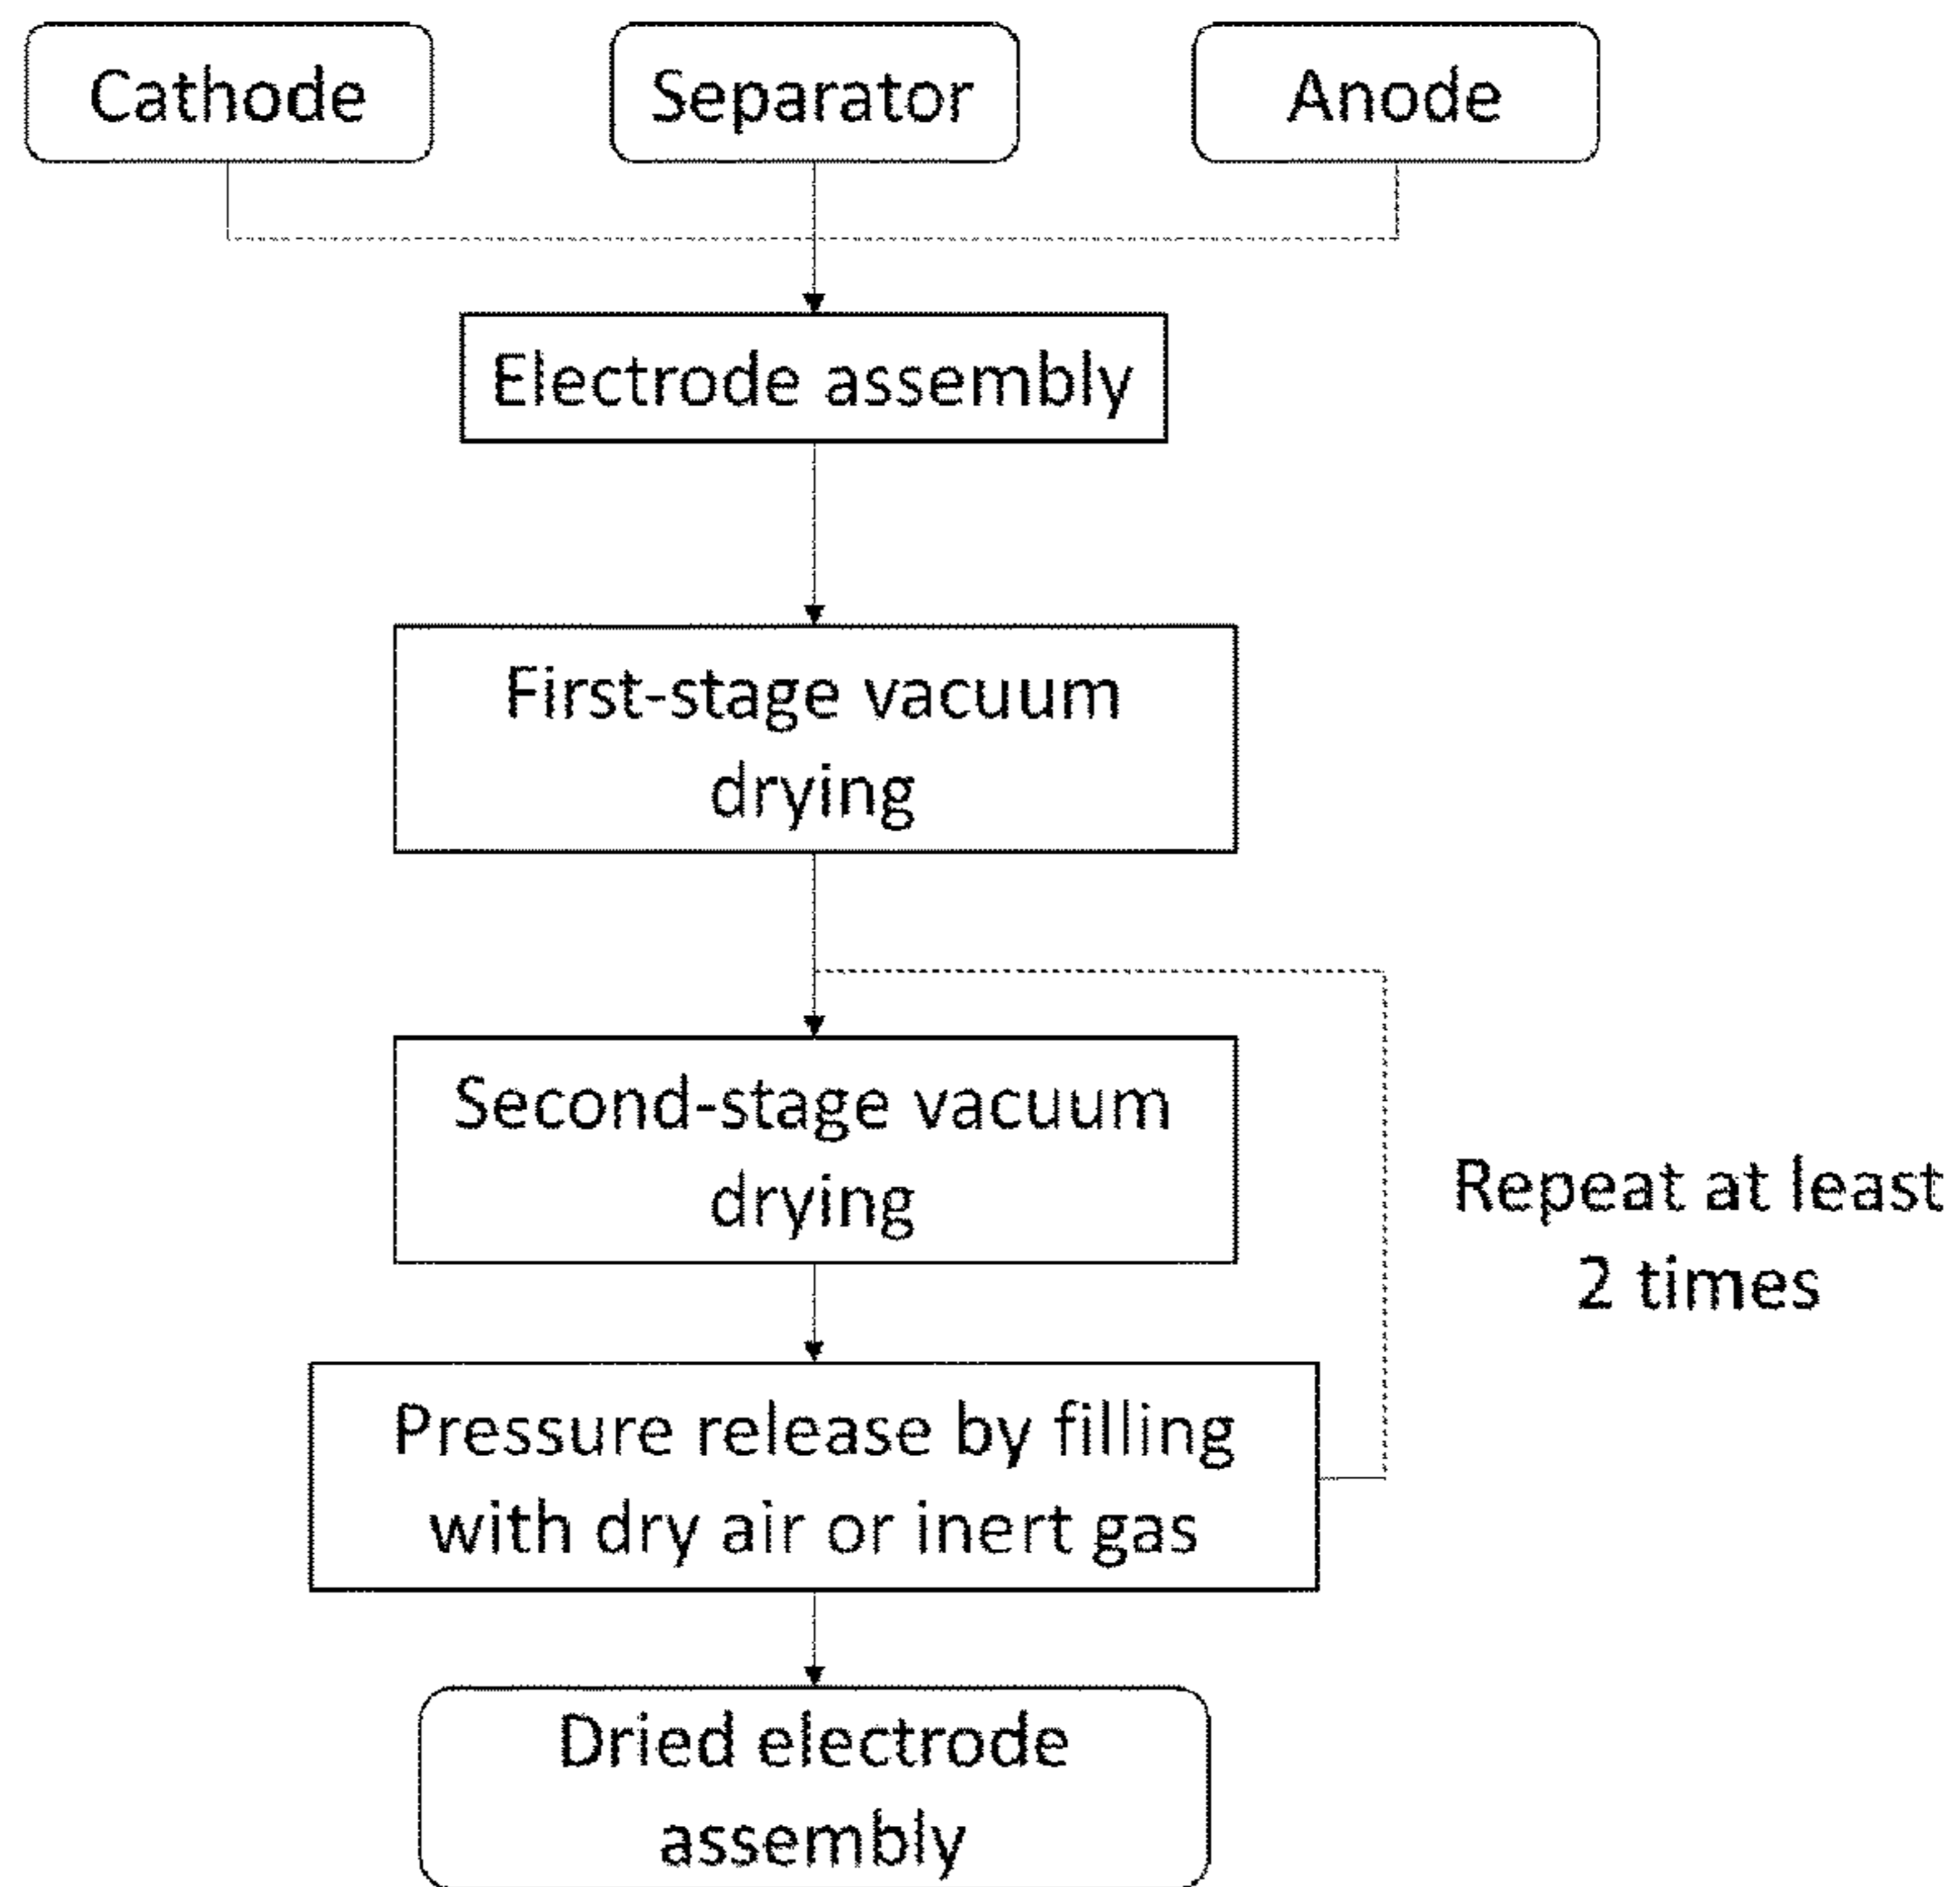 Cathode
Separator
Anode
Electrode assembly
First-stage vacuum
drying
Second-stage vacuum
drying
Repeat at least
2 times
Pressure release by filling
with dry air or inert gas
Dried electrode
assembly